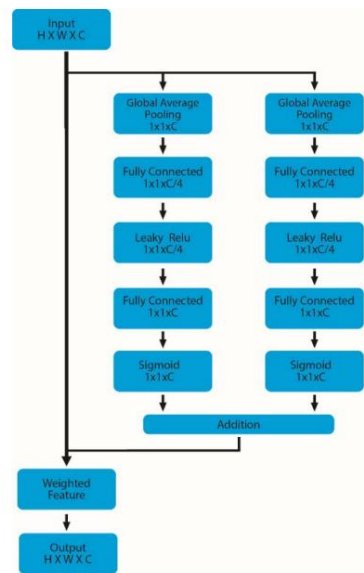 Input
H X W X C
Global Average
Pooling
1x1xC
Fully Connected
1x1xC/4
Leaky Relu
1x1xC/4
Fully Connected
1x1xC
Sigmoid
1x1xC
Global Average
Pooling
1x1xC
Fully Connected
1x1xC/4
Leaky Relu
1x1xC/4
Fully Connected
1x1xC
Sigmoid
1x1xC
Addition
Weighted
Feature
Output
H X W X C